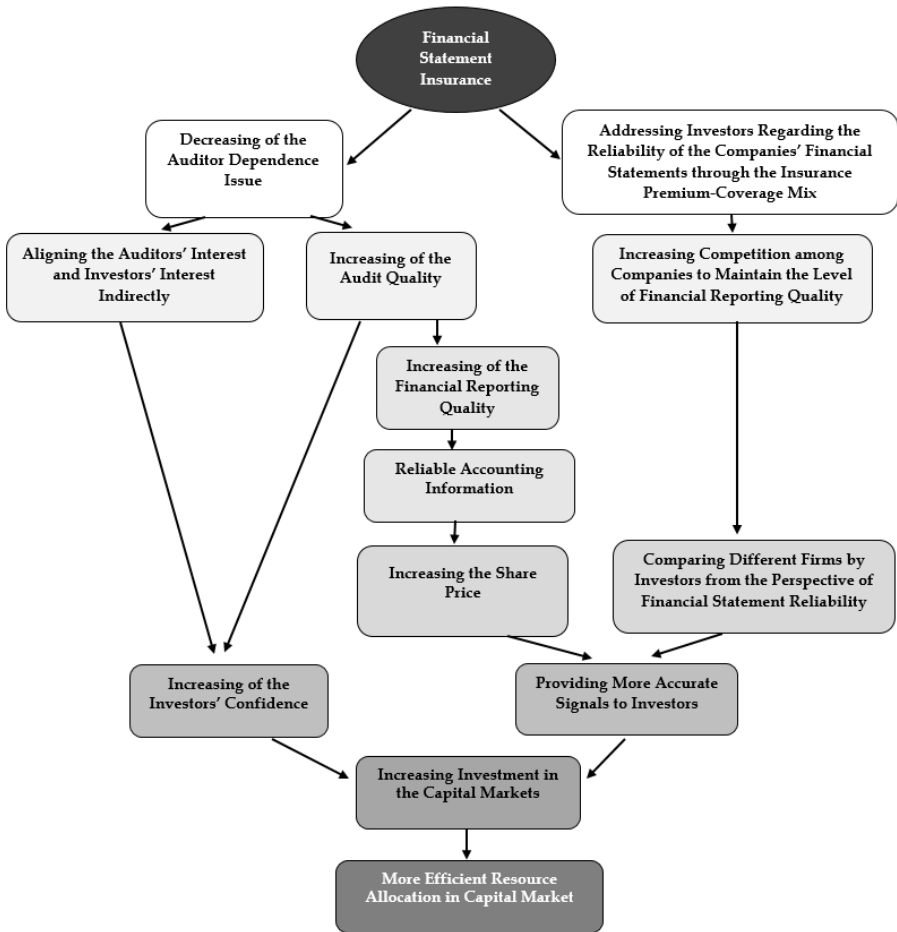 Financial
Statement
Insurance
Decreasing of the
Auditor Dependence
Issue
Addressing Investors Regarding the
Reliability of the Companies’ Financial
Statements through the Insurance
Premium-Coverage Mix
Aligning the Auditors’ Interest
and Investors’ Interest
Indirectly
Increasing of the
Audit Quality
Increasing Competition among
Companies to Maintain the Level
of Financial Reporting Quality
Increasing of the
Financial Reporting
Quality
Reliable Accounting
Information
Increasing the Share
Price
Comparing Different Firms by
Investors from the Perspective of
Financial Statement Reliability
Increasing of the
Investors’ Confidence
Providing More Accurate
Signals to Investors
Increasing Investment in
the Capital Markets
More Efficient Resource
Allocation in Capital Market